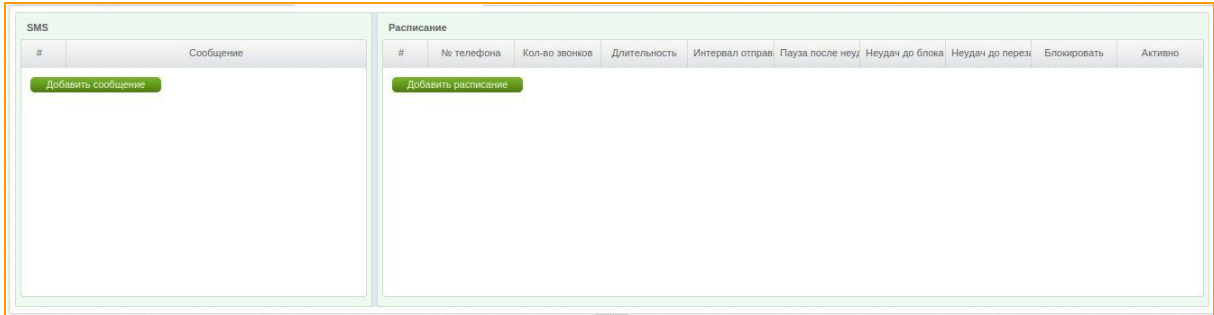 SMS
# Сообщение
Добавить сообщение
Расписание
# № телефона Кол-во звонков Длительность Интервал отправ Пауза после неуд Неудач до блока Неудач до переза Блокировать Активно
Добавить расписание